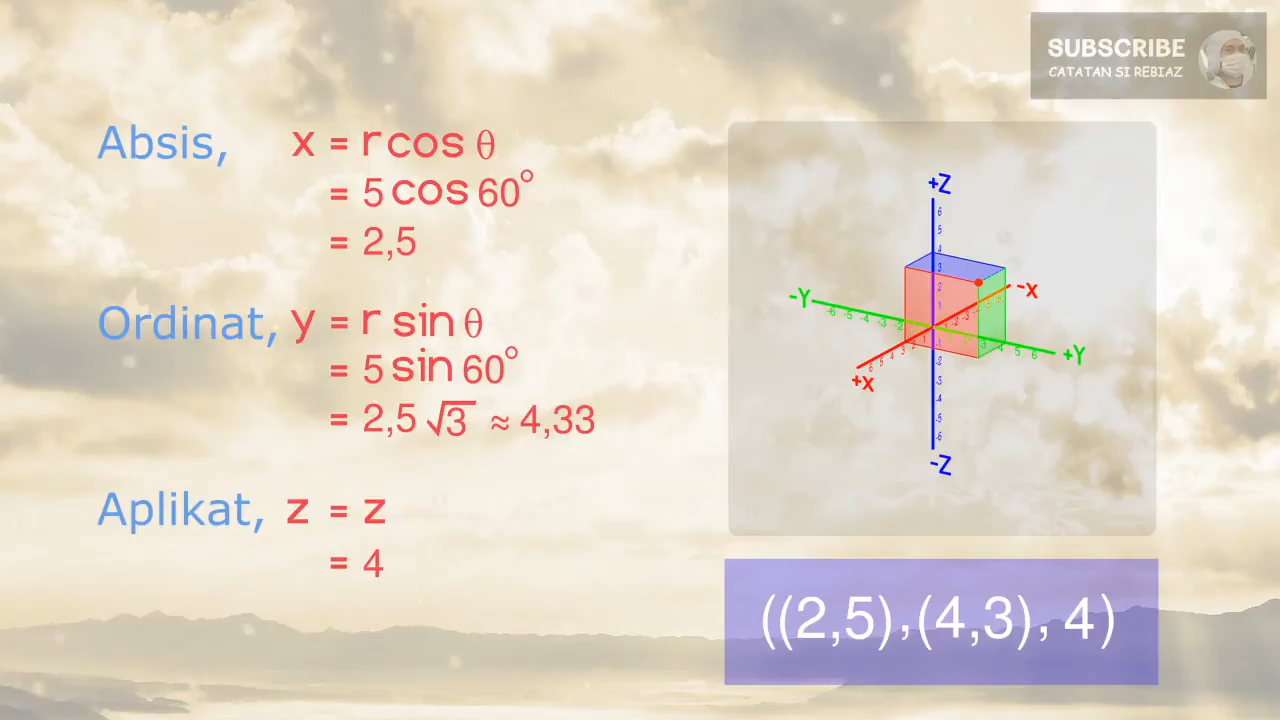 SUBSCRIBE
CATATAN SI REBIAZ
Absis, x = r cos θ
= 5 cos 60°
= 2,5
Ordinat, y = r sin θ
= 5 sin 60°
= 2,5 √3 ≈ 4,33
Aplikat, z = z
= 4
+Z
-Y
-X
+X
+Y
-Z
((2,5),(4,3), 4)